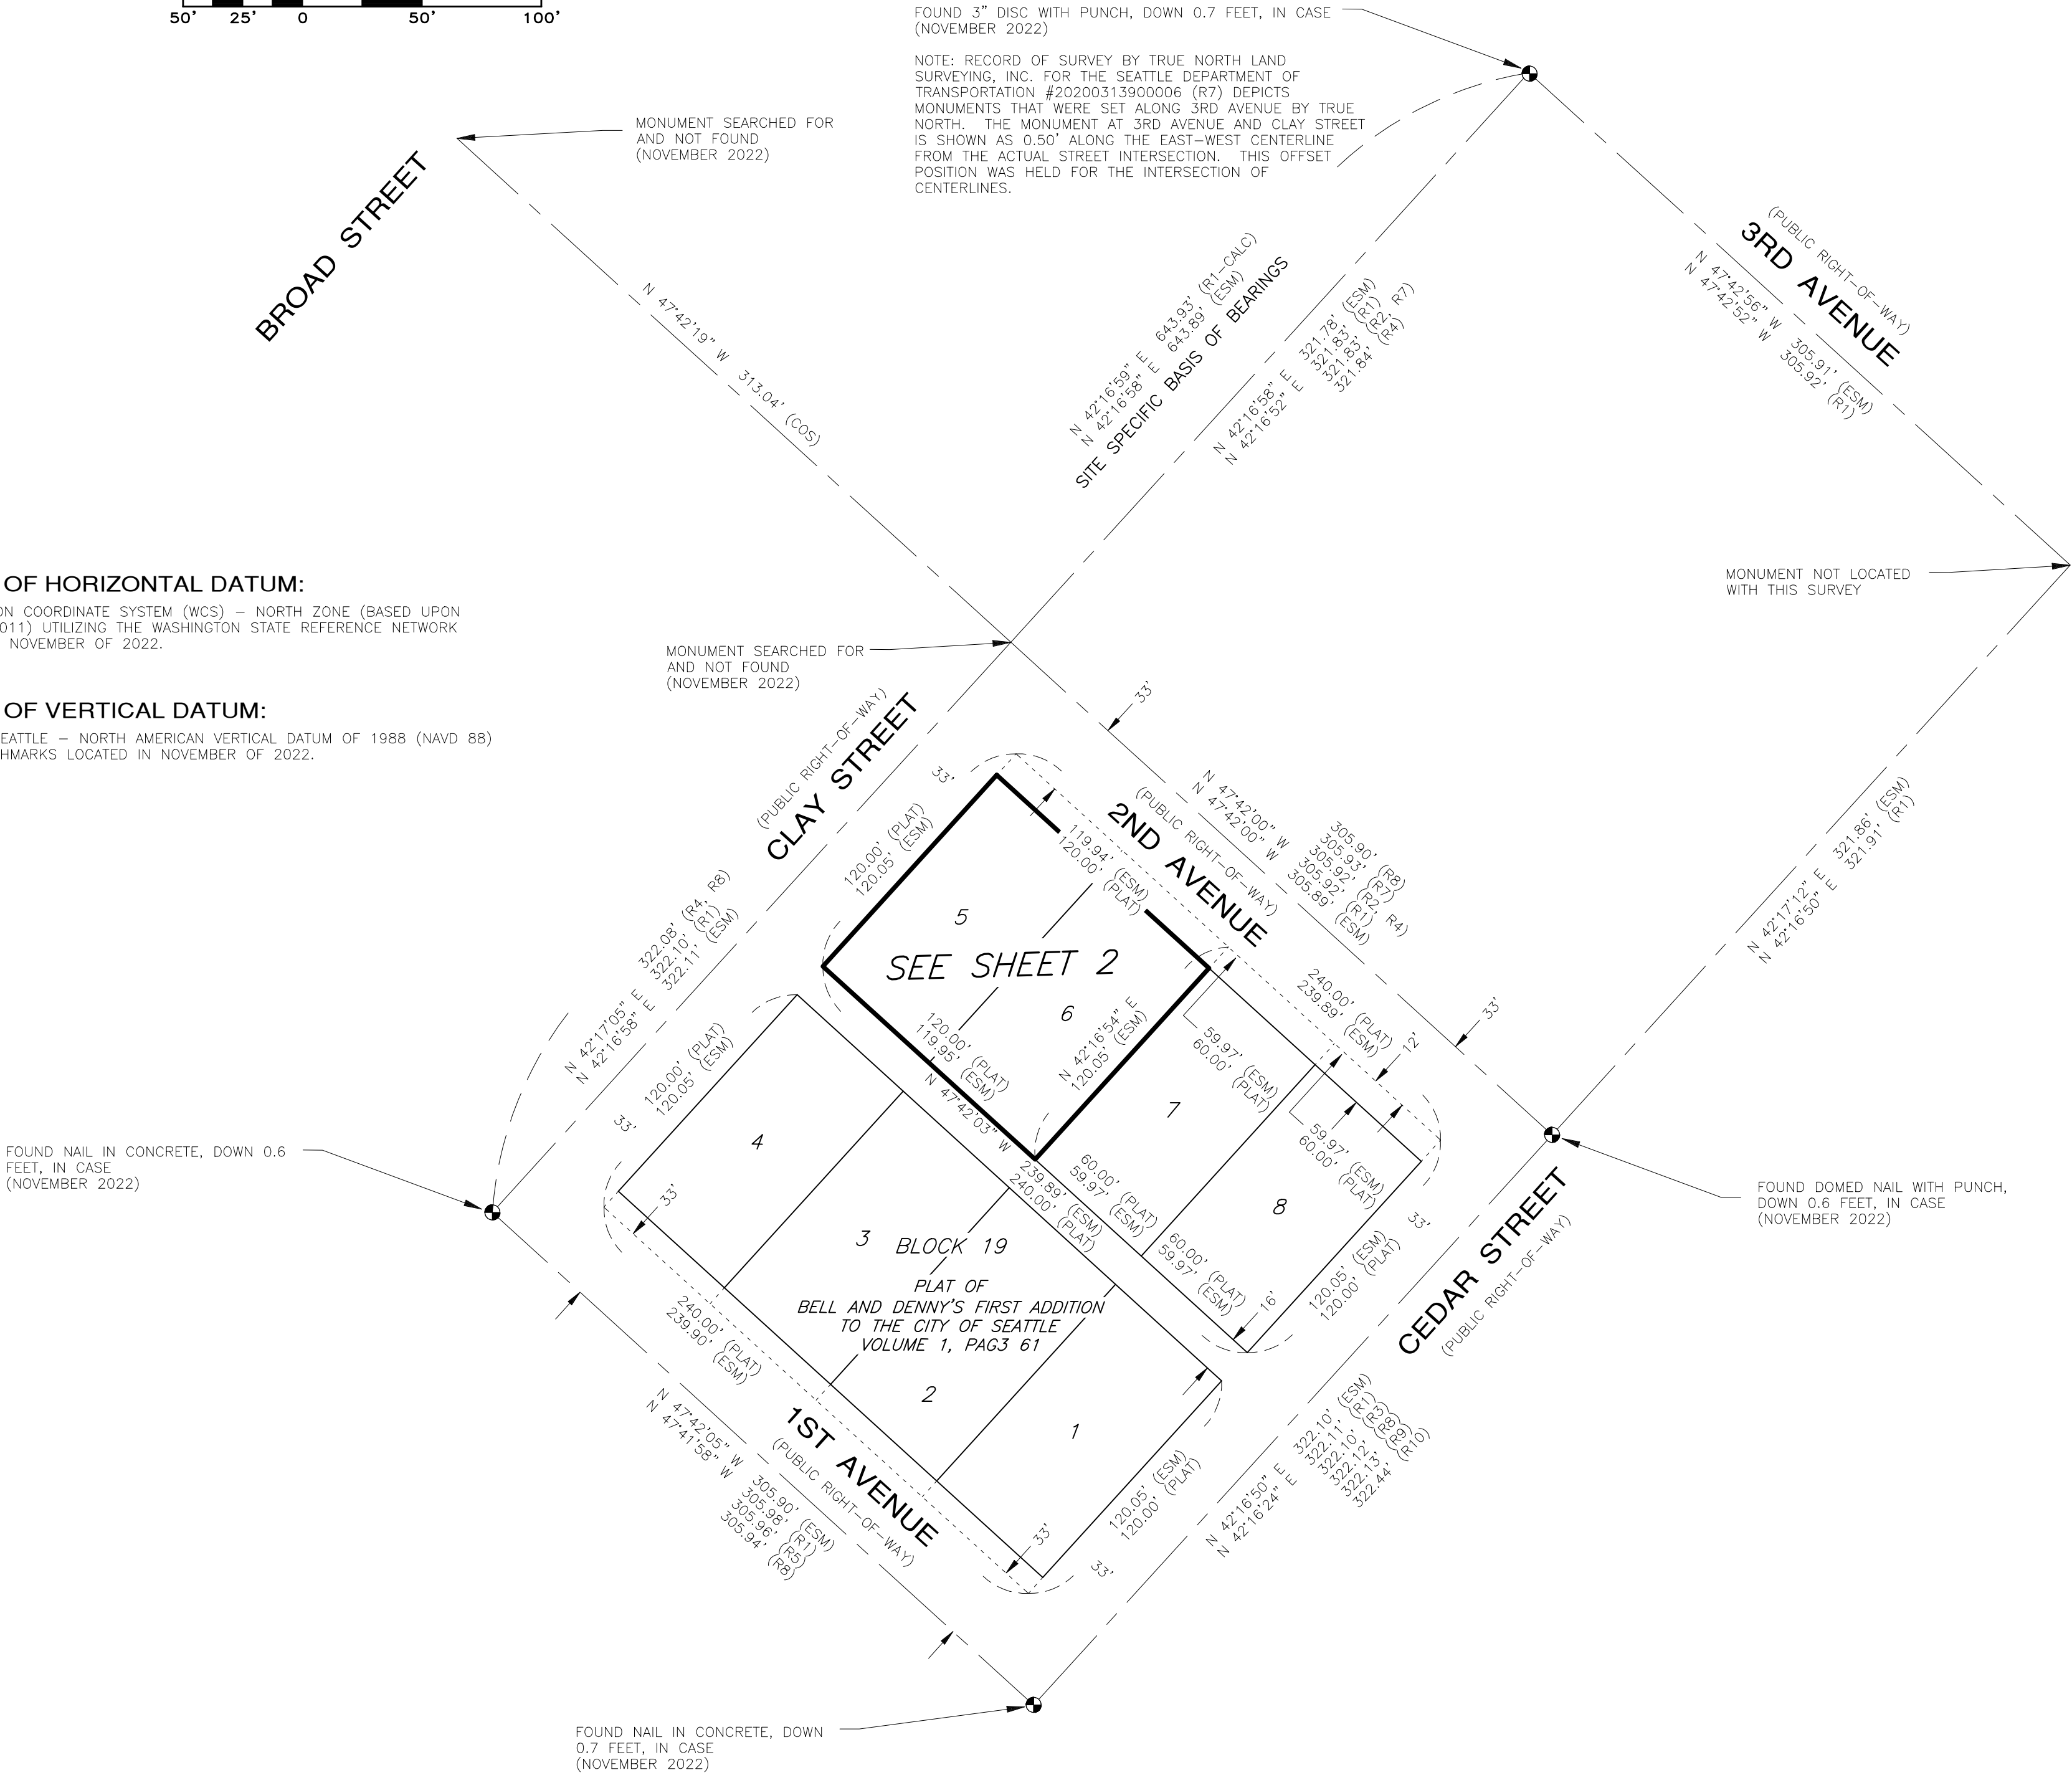 50' 25' 0 50' 100'
FOUND 3" DISC WITH PUNCH, DOWN 0.7 FEET, IN CASE
(NOVEMBER 2022)
NOTE: RECORD OF SURVEY BY TRUE NORTH LAND
SURVEYING, INC. FOR THE SEATTLE DEPARTMENT OF
TRANSPORTATION #20200313900006 (R7) DEPICTS
MONUMENTS THAT WERE SET ALONG 3RD AVENUE BY TRUE
NORTH. THE MONUMENT AT 3RD AVENUE AND CLAY STREET
IS SHOWN AS 0.50' ALONG THE EAST-WEST CENTERLINE
FROM THE ACTUAL STREET INTERSECTION. THIS OFFSET
POSITION WAS HELD FOR THE INTERSECTION OF
CENTERLINES.
MONUMENT SEARCHED FOR
AND NOT FOUND
(NOVEMBER 2022)
BROAD STREET
N 47°42'19" W 313.04' (COS)
N 42°16'59" E 643.93' (R1-CALC)
N 42°16'58" E 643.89' (ESM)
SITE SPECIFIC BASIS OF BEARINGS
N 42°16'58" E 321.78' (ESM)
N 42°16'52" E 321.83' (R1)
321.83' (R2, R7)
321.84' (R4)
(PUBLIC RIGHT-OF-WAY)
3RD AVENUE
N 47°42'56" W 305.91' (ESM)
N 47°42'52" W 305.92' (R1)
OF HORIZONTAL DATUM:
ON COORDINATE SYSTEM (WCS) – NORTH ZONE (BASED UPON
011) UTILIZING THE WASHINGTON STATE REFERENCE NETWORK
NOVEMBER OF 2022.
OF VERTICAL DATUM:
EATTLE – NORTH AMERICAN VERTICAL DATUM OF 1988 (NAVD 88)
HMARKS LOCATED IN NOVEMBER OF 2022.
MONUMENT NOT LOCATED
WITH THIS SURVEY
MONUMENT SEARCHED FOR
AND NOT FOUND
(NOVEMBER 2022)
33'
(PUBLIC RIGHT-OF-WAY)
CLAY STREET
33'
120.00' (PLAT)
120.05' (ESM)
119.94' (ESM)
120.00' (PLAT)
2ND AVENUE
(PUBLIC RIGHT-OF-WAY)
N 47°42'00" W
N 47°42'00" W
305.90' (R8)
305.93' (R7)
305.92' (R2, R4)
305.92' (R1)
305.89' (ESM)
N 42°17'12" E 321.86' (ESM)
N 42°16'50" E 321.91' (R1)
5
SEE SHEET 2
6
120.00' (PLAT)
119.95' (ESM)
N 42°16'54" E
120.05' (ESM)
N 47°42'03" W
239.89' (ESM)
240.00' (PLAT)
240.00' (PLAT)
239.89' (ESM)
33'
12'
59.97' (ESM)
60.00' (PLAT)
59.97' (ESM)
60.00' (PLAT)
7
8
60.00' (PLAT)
59.97' (ESM)
60.00' (PLAT)
59.97' (ESM)
16'
33'
120.05' (ESM)
120.00' (PLAT)
322.08' (R4, R8)
N 42°17'05" E 322.10' (R1)
N 42°16'58" E 322.11' (ESM)
120.00' (PLAT)
120.05' (ESM)
33'
33'
4
3
BLOCK 19
PLAT OF
BELL AND DENNY'S FIRST ADDITION
TO THE CITY OF SEATTLE
VOLUME 1, PAG3 61
2
1
FOUND NAIL IN CONCRETE, DOWN 0.6
FEET, IN CASE
(NOVEMBER 2022)
FOUND DOMED NAIL WITH PUNCH,
DOWN 0.6 FEET, IN CASE
(NOVEMBER 2022)
CEDAR STREET
(PUBLIC RIGHT-OF-WAY)
240.00' (PLAT)
239.90' (ESM)
1ST AVENUE
(PUBLIC RIGHT-OF-WAY)
N 47°42'05" W 305.90' (ESM)
N 47°41'58" W 305.98' (R1)
305.96' (R5)
305.94' (R8)
33'
33'
120.05' (ESM)
120.00' (PLAT)
N 42°16'50" E 322.10' (ESM)
N 42°16'24" E 322.11' (R1)
322.10'
322.12' (R8)
322.13' (R9)
322.44' (R10)
FOUND NAIL IN CONCRETE, DOWN
0.7 FEET, IN CASE
(NOVEMBER 2022)